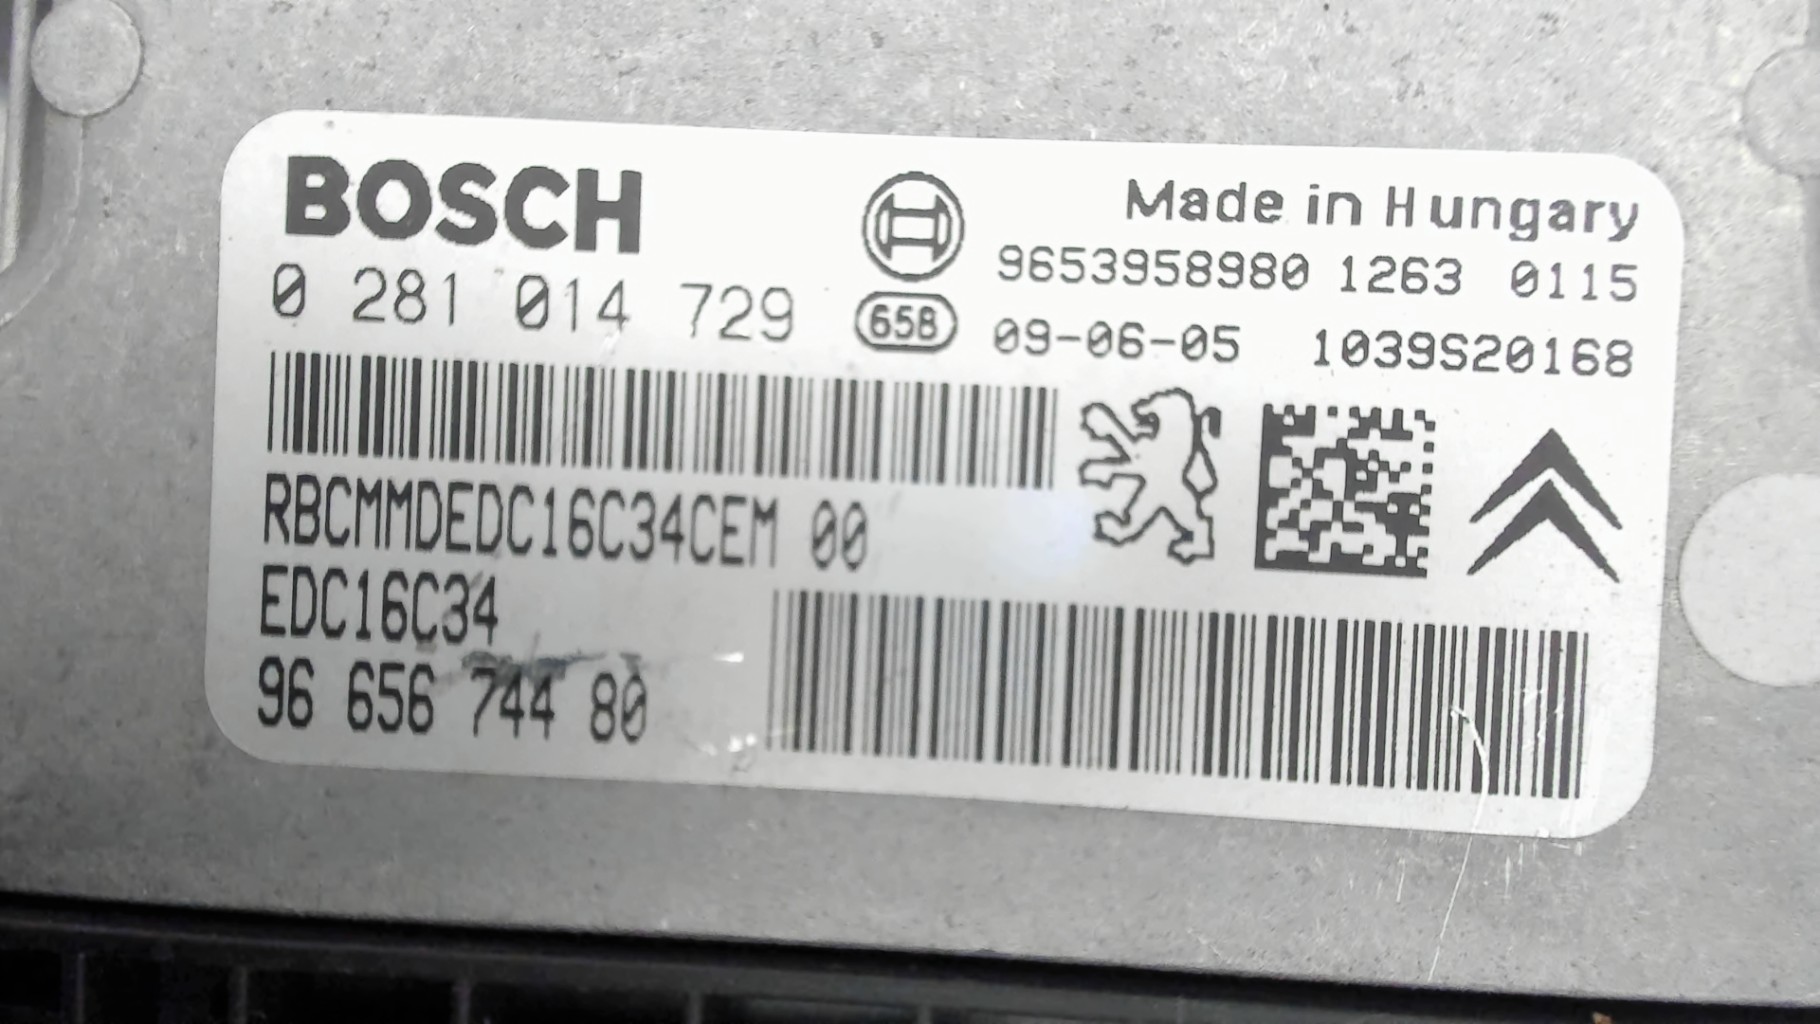 BOSCH
Made in Hungary
9653958980 1263 0115
0 281 014 729
658 09-06-05 1039S20168
RBCMMDEDC16C34CEM 00
EDC16C34
96 656 744 80